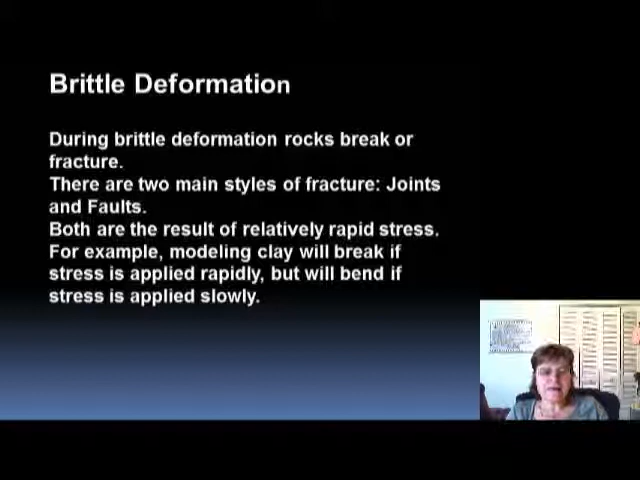 Brittle Deformation
During brittle deformation rocks break or
fracture.
There are two main styles of fracture: Joints
and Faults.
Both are the result of relatively rapid stress.
For example, modeling clay will break if
stress is applied rapidly, but will bend if
stress is applied slowly.